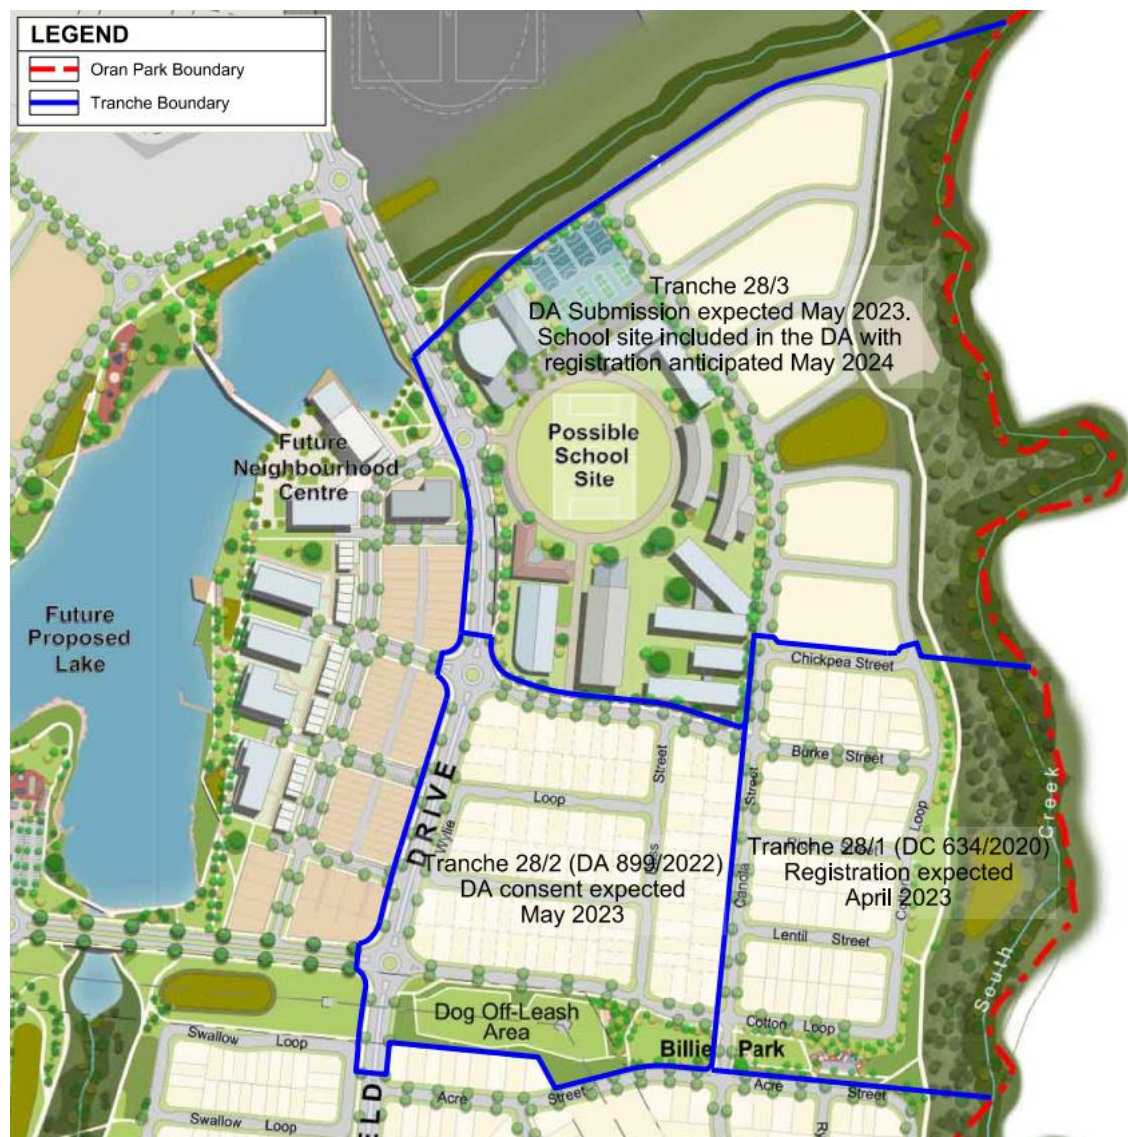 LEGEND
Oran Park Boundary
Tranche Boundary
Tranche 28/3
DA Submission expected May 2023.
School site included in the DA with
registration anticipated May 2024
Future
Neighbourhood
Centre
Possible
School
Site
Future
Proposed
Lake
Chickpea Street
Burke Street
Street
Street
Loop
Loop
DRIVE
Wylie
Tranche 28/2 (DA 899/2022)
DA consent expected
May 2023
Tranche 28/1 (DC 634/2020)
Registration expected
April 2023
Candia
Lentil Street
South Creek
Dog Off-Leash
Area
Cotton Loop
Billie Park
Swallow Loop
Acre Street
Acre Street
Swallow Loop